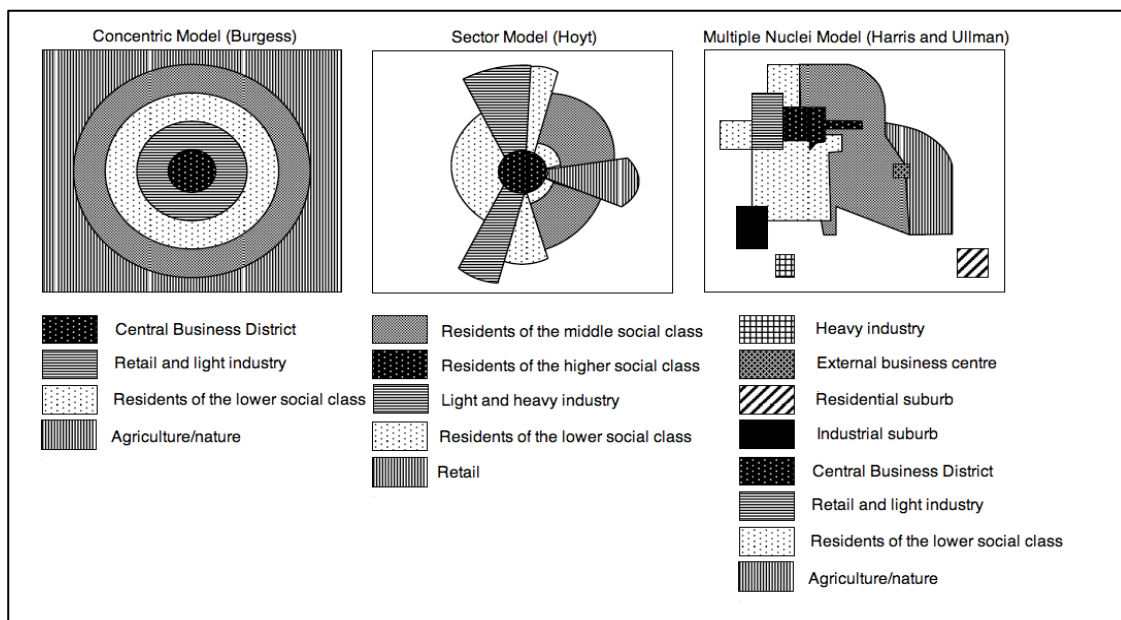 Concentric Model (Burgess)
Sector Model (Hoyt)
Multiple Nuclei Model (Harris and Ullman)
Central Business District
Retail and light industry
Residents of the lower social class
Agriculture/nature
Residents of the middle social class
Residents of the higher social class
Light and heavy industry
Residents of the lower social class
Retail
Heavy industry
External business centre
Residential suburb
Industrial suburb
Central Business District
Retail and light industry
Residents of the lower social class
Agriculture/nature